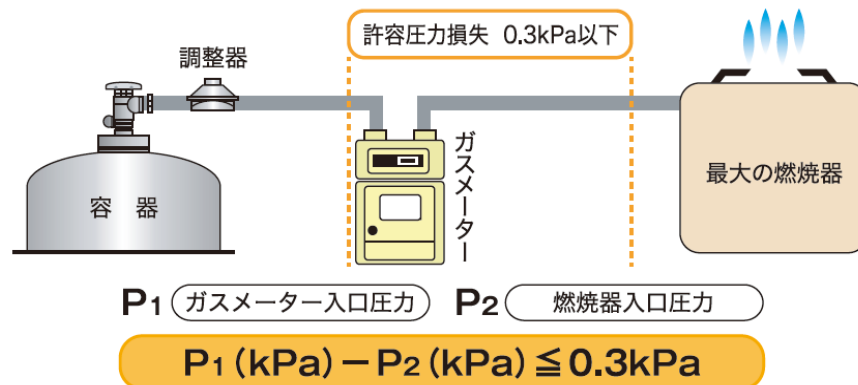 許容圧力損失 0.3kPa以下
調整器
ガスメーター
容 器
最大の燃焼器
P1 ガスメーター入口圧力 P2 燃焼器入口圧力
P1(kPa)－P2(kPa)≦0.3kPa